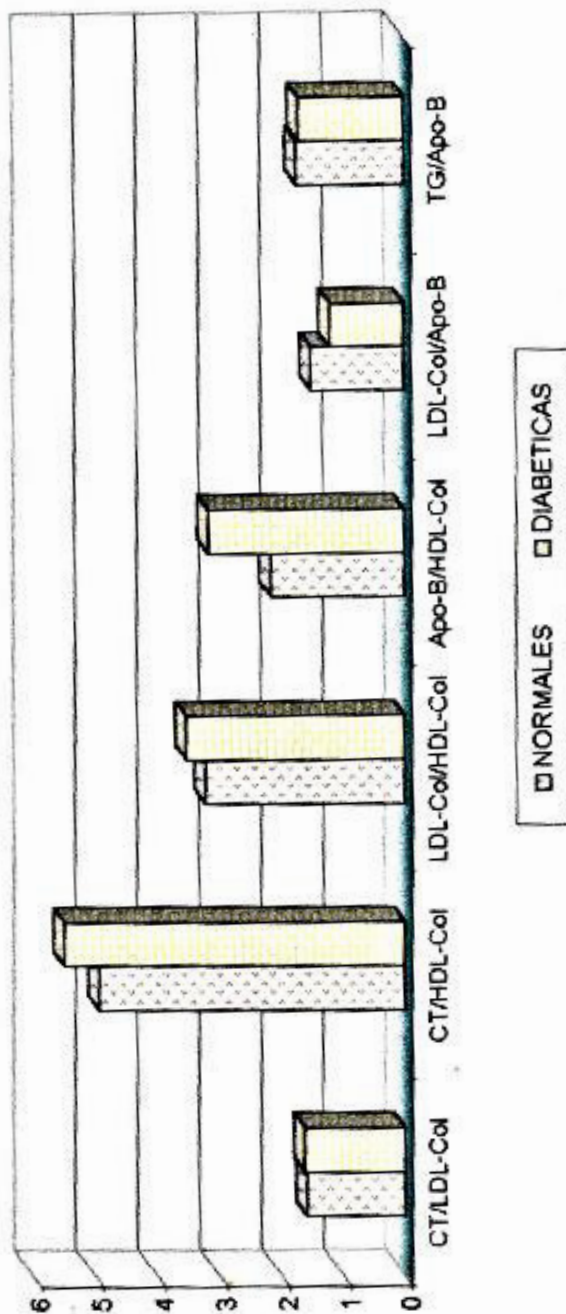 6
5
4
3
2
1
0
CT/LDL-Col
CT/HDL-Col
LDL-Col/HDL-Col
Apo-B/HDL-Col
LDL-Col/Apo-B
TG/Apo-B
NORMALES
DIABETICAS